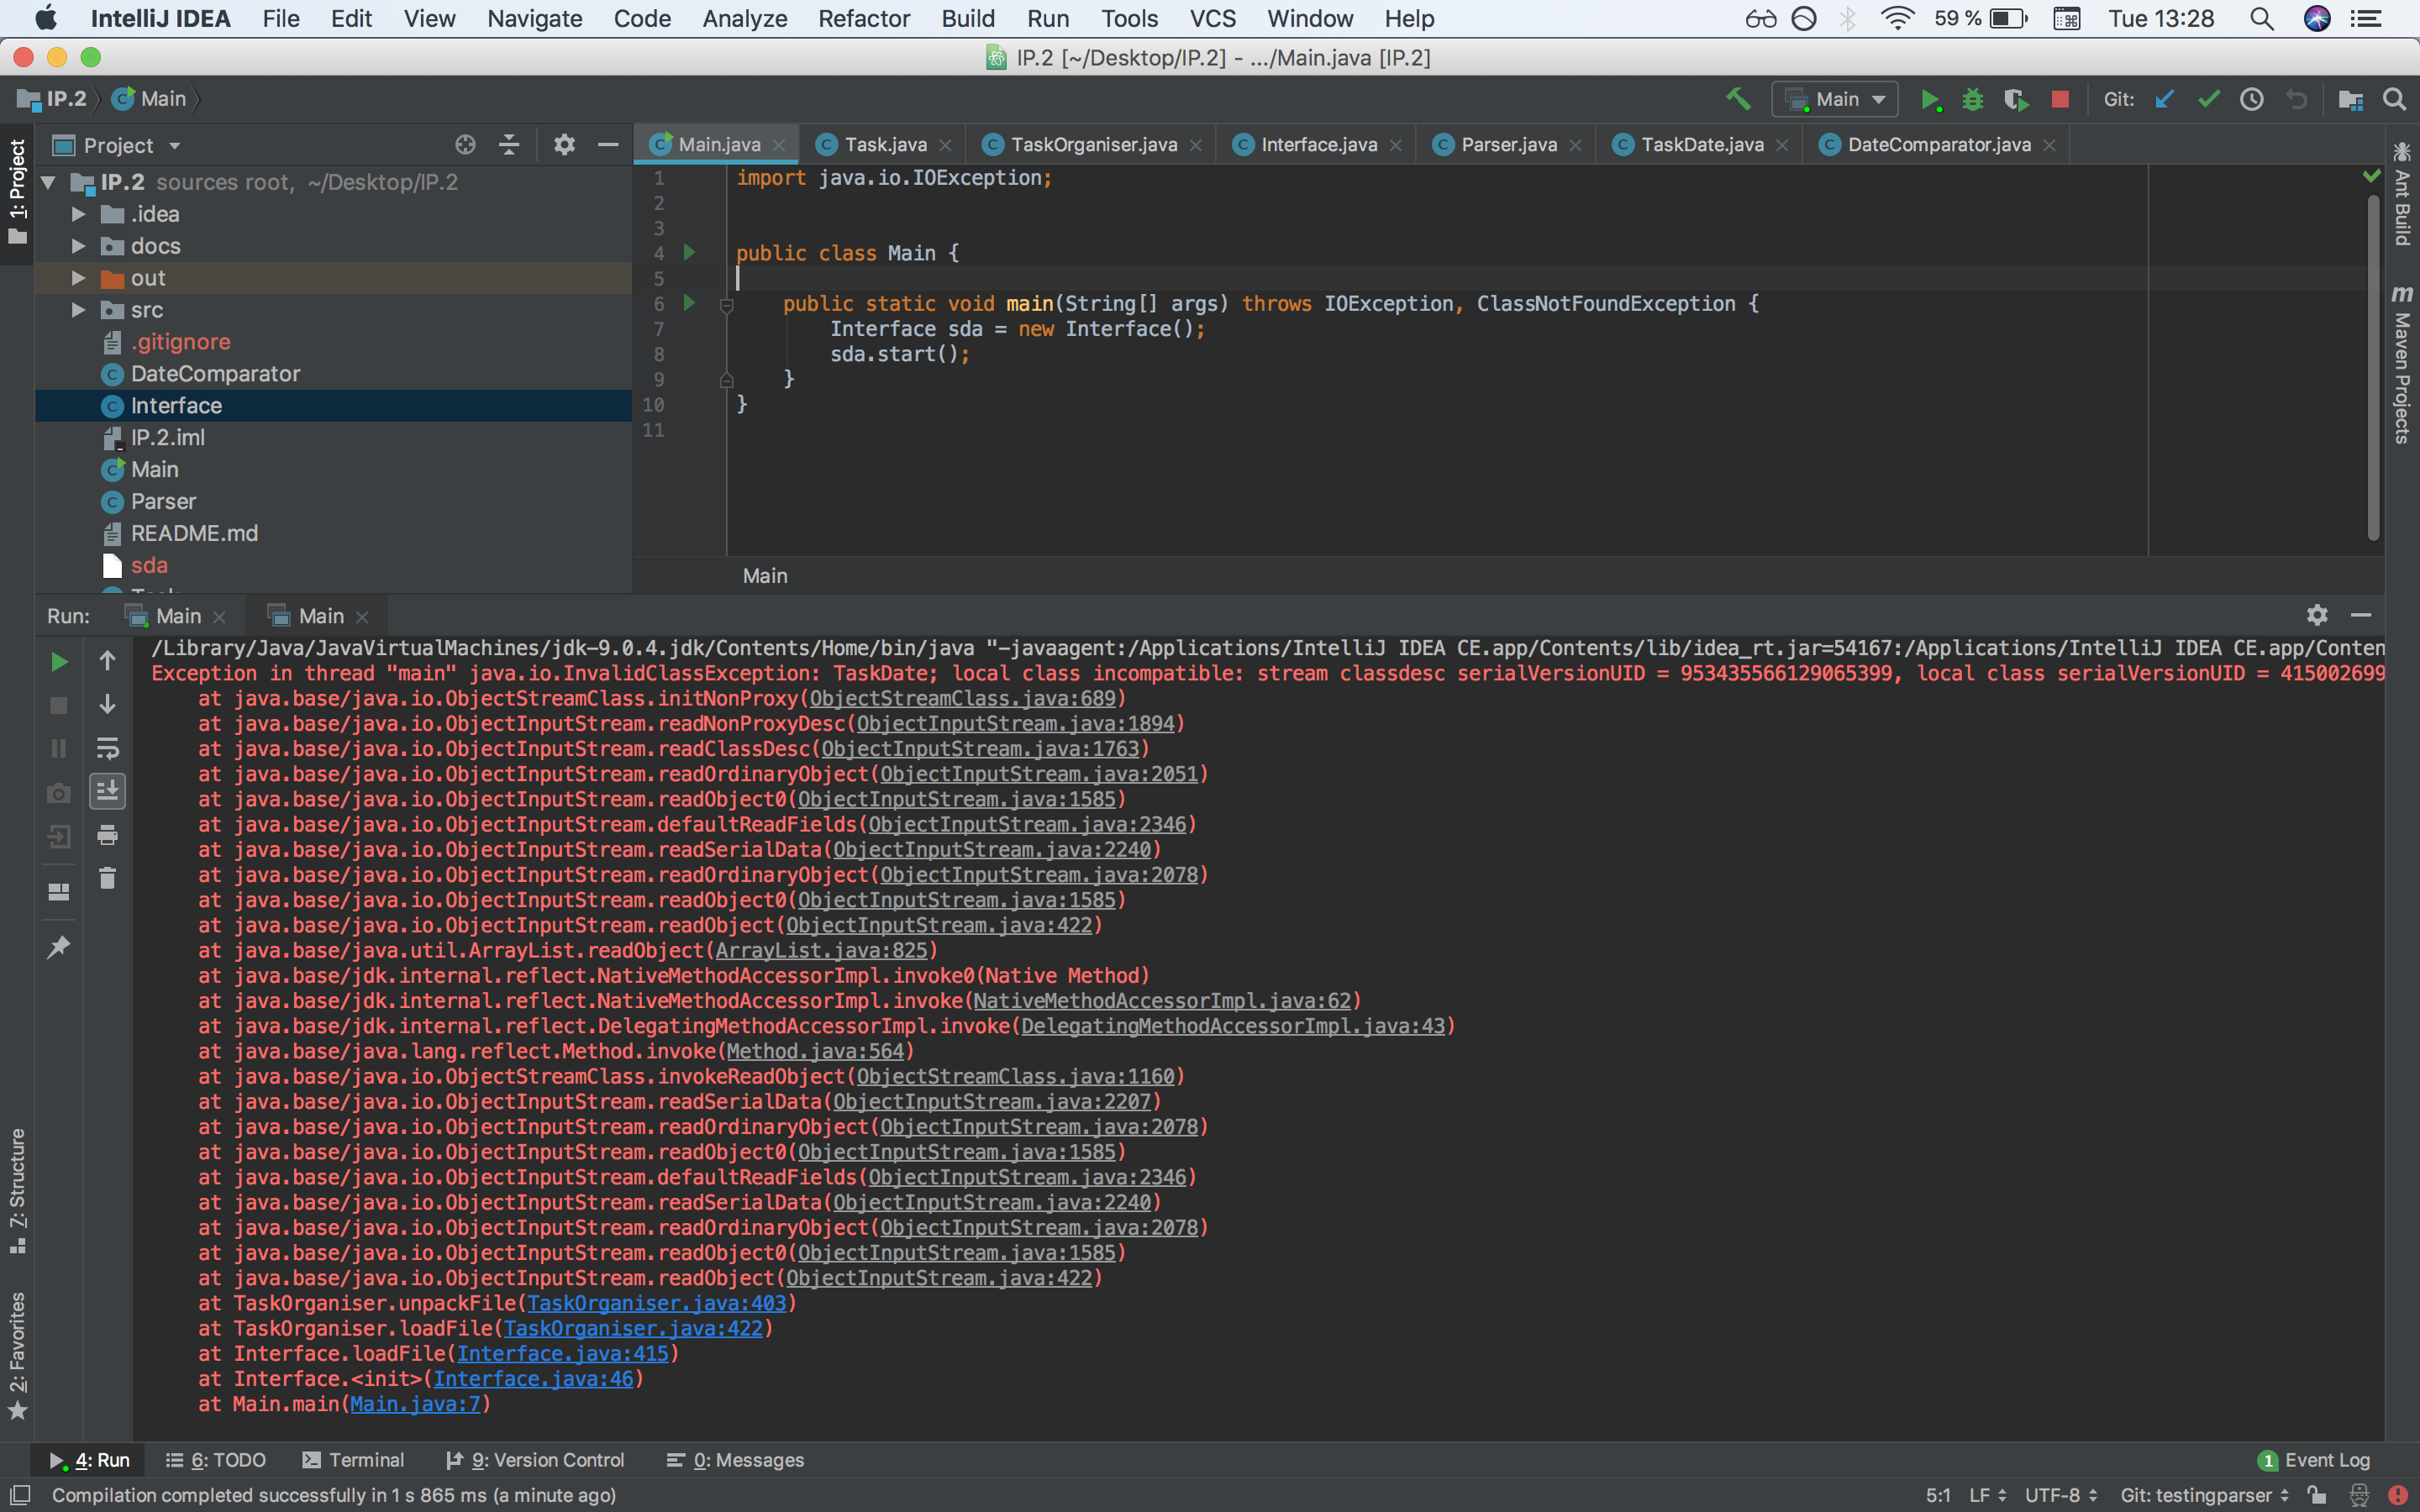 IntelliJ IDEA File Edit View Navigate Code Analyze Refactor Build Run Tools VCS Window Help 59 % Tue 13:28
IP.2 [~/Desktop/IP.2] - .../Main.java [IP.2]
IP.2 Main Main Git:
1: Project
Project
Main.java Task.java TaskOrganiser.java Interface.java Parser.java TaskDate.java DateComparator.java
IP.2 sources root, ~/Desktop/IP.2
.idea
docs
out
src
.gitignore
DateComparator
Interface
IP.2.iml
Main
Parser
README.md
sda
1 import java.io.IOException;
2
3
4 public class Main {
5
6 public static void main(String[] args) throws IOException, ClassNotFoundException {
7 Interface sda = new Interface();
8 sda.start();
9 }
10 }
11
Main
Ant Build
m Maven Projects
Run: Main Main
/Library/Java/JavaVirtualMachines/jdk-9.0.4.jdk/Contents/Home/bin/java "-javaagent:/Applications/IntelliJ IDEA CE.app/Contents/lib/idea_rt.jar=54167:/Applications/IntelliJ IDEA CE.app/Conten
Exception in thread "main" java.io.InvalidClassException: TaskDate; local class incompatible: stream classdesc serialVersionUID = 953435566129065399, local class serialVersionUID = 415002699
at java.base/java.io.ObjectStreamClass.initNonProxy(ObjectStreamClass.java:689)
at java.base/java.io.ObjectInputStream.readNonProxyDesc(ObjectInputStream.java:1894)
at java.base/java.io.ObjectInputStream.readClassDesc(ObjectInputStream.java:1763)
at java.base/java.io.ObjectInputStream.readOrdinaryObject(ObjectInputStream.java:2051)
at java.base/java.io.ObjectInputStream.readObject0(ObjectInputStream.java:1585)
at java.base/java.io.ObjectInputStream.defaultReadFields(ObjectInputStream.java:2346)
at java.base/java.io.ObjectInputStream.readSerialData(ObjectInputStream.java:2240)
at java.base/java.io.ObjectInputStream.readOrdinaryObject(ObjectInputStream.java:2078)
at java.base/java.io.ObjectInputStream.readObject0(ObjectInputStream.java:1585)
at java.base/java.io.ObjectInputStream.readObject(ObjectInputStream.java:422)
at java.base/java.util.ArrayList.readObject(ArrayList.java:825)
at java.base/jdk.internal.reflect.NativeMethodAccessorImpl.invoke0(Native Method)
at java.base/jdk.internal.reflect.NativeMethodAccessorImpl.invoke(NativeMethodAccessorImpl.java:62)
at java.base/jdk.internal.reflect.DelegatingMethodAccessorImpl.invoke(DelegatingMethodAccessorImpl.java:43)
at java.base/java.lang.reflect.Method.invoke(Method.java:564)
at java.base/java.io.ObjectStreamClass.invokeReadObject(ObjectStreamClass.java:1160)
at java.base/java.io.ObjectInputStream.readSerialData(ObjectInputStream.java:2207)
at java.base/java.io.ObjectInputStream.readOrdinaryObject(ObjectInputStream.java:2078)
at java.base/java.io.ObjectInputStream.readObject0(ObjectInputStream.java:1585)
at java.base/java.io.ObjectInputStream.defaultReadFields(ObjectInputStream.java:2346)
at java.base/java.io.ObjectInputStream.readSerialData(ObjectInputStream.java:2240)
at java.base/java.io.ObjectInputStream.readOrdinaryObject(ObjectInputStream.java:2078)
at java.base/java.io.ObjectInputStream.readObject0(ObjectInputStream.java:1585)
at java.base/java.io.ObjectInputStream.readObject(ObjectInputStream.java:422)
at TaskOrganiser.unpackFile(TaskOrganiser.java:403)
at TaskOrganiser.loadFile(TaskOrganiser.java:422)
at Interface.loadFile(Interface.java:415)
at Interface.<init>(Interface.java:46)
at Main.main(Main.java:7)
7: Structure
2: Favorites
4: Run 6: TODO Terminal 9: Version Control 0: Messages 1 Event Log
Compilation completed successfully in 1 s 865 ms (a minute ago) 5:1 LF UTF-8 Git: testingparser